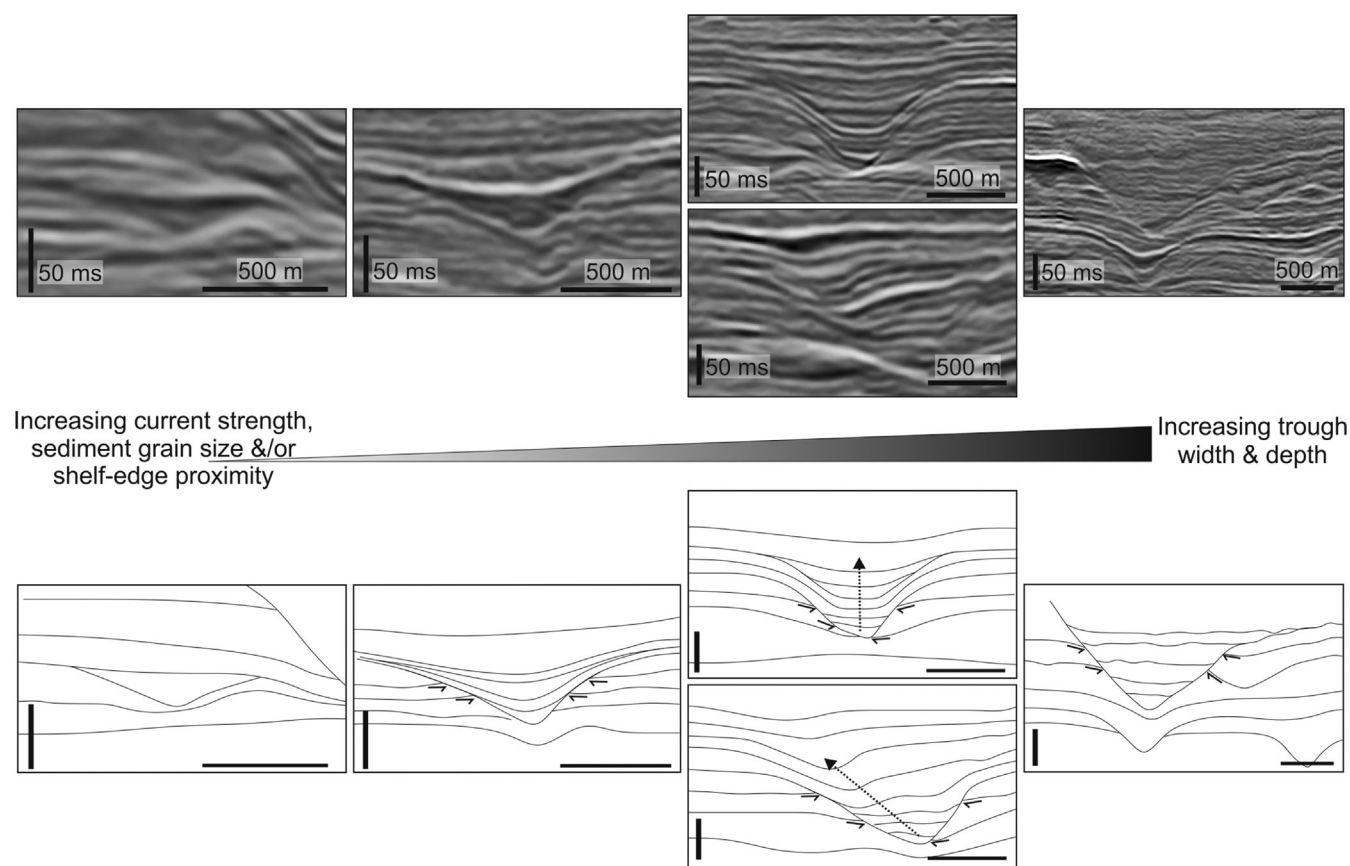 50 ms
500 m
50 ms
500 m
50 ms
500 m
50 ms
500 m
50 ms
500 m
Increasing current strength,
sediment grain size &/or
shelf-edge proximity
Increasing trough
width & depth